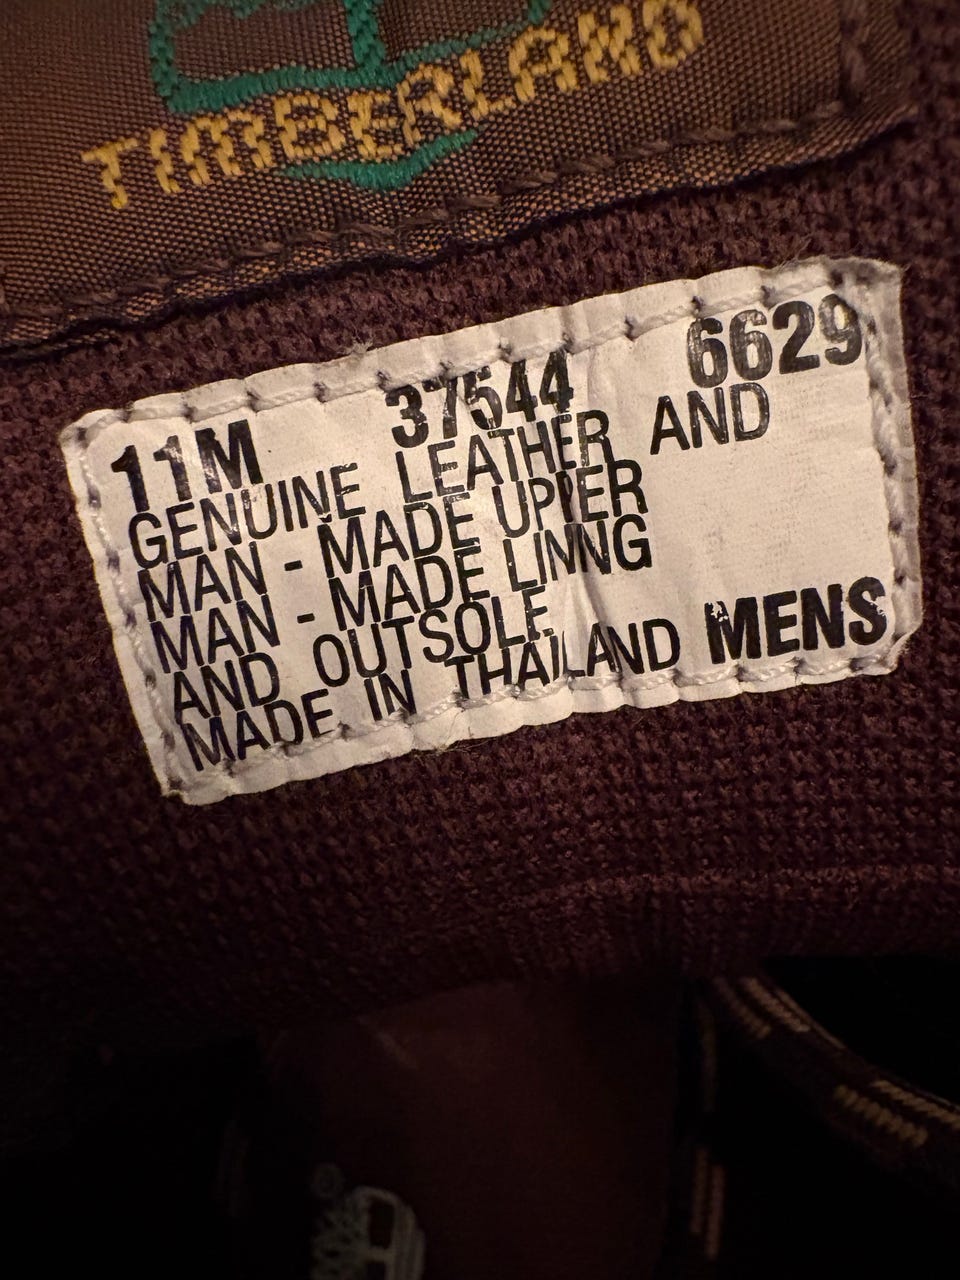 TIMBERLAND
11M 37544 6629
GENUINE LEATHER AND
MAN-MADE UPPER
MAN-MADE LINING
AND OUTSOLE
MADE IN THAILAND MENS
®